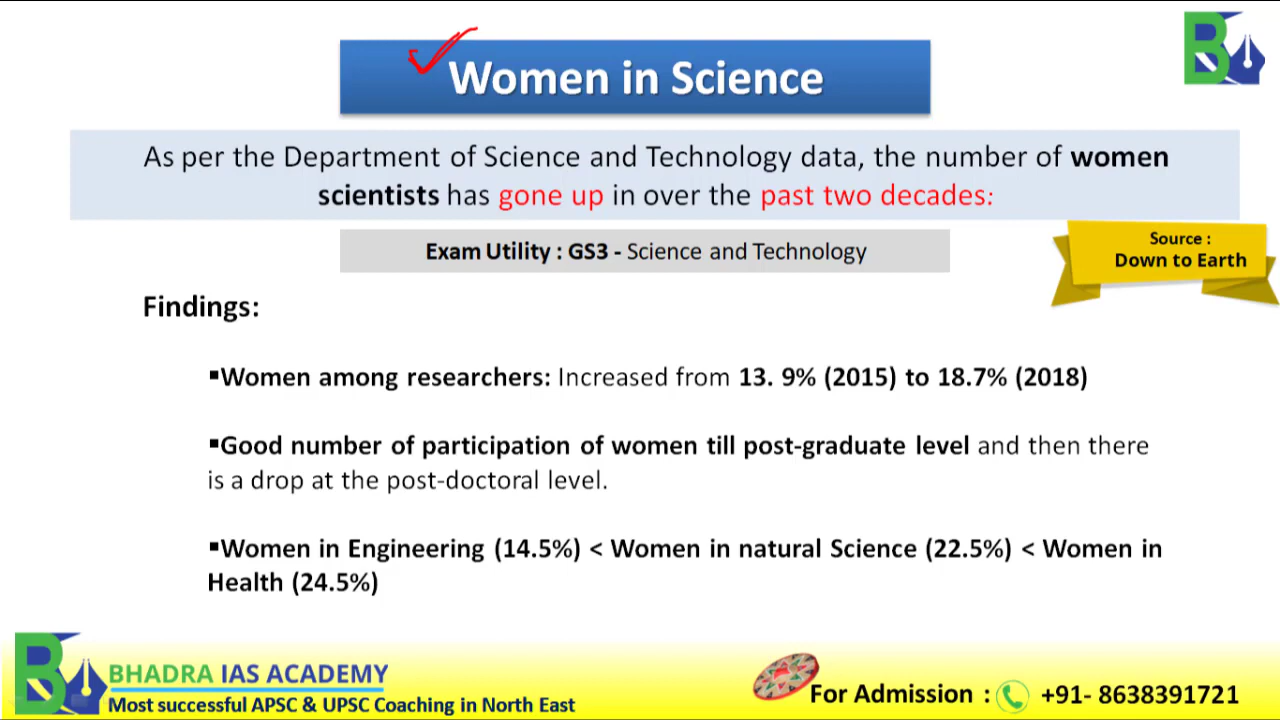 Women in Science
As per the Department of Science and Technology data, the number of women
scientists has gone up in over the past two decades:
Exam Utility : GS3 - Science and Technology
Source :
Down to Earth
Findings:
▪Women among researchers: Increased from 13. 9% (2015) to 18.7% (2018)
▪Good number of participation of women till post-graduate level and then there
is a drop at the post-doctoral level.
▪Women in Engineering (14.5%) < Women in natural Science (22.5%) < Women in
Health (24.5%)
BHADRA IAS ACADEMY
Most successful APSC & UPSC Coaching in North East
For Admission : +91- 8638391721